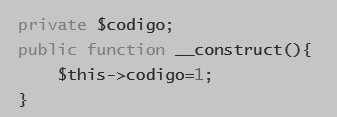 private $codigo;
public function __construct(){
    $this->codigo=1;
}